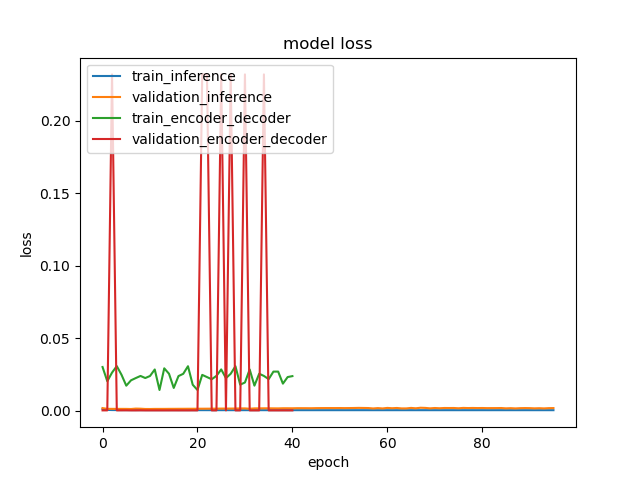 model loss
train_inference
validation_inference
train_encoder_decoder
validation_encoder_decoder
0.20
0.15
0.10
0.05
0.00
loss
0 20 40 60 80
epoch